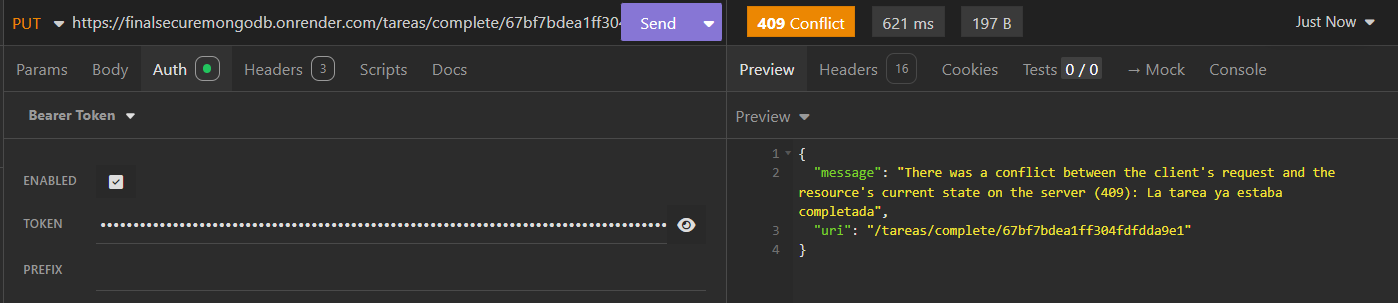 PUT https://finalsecuremongodb.onrender.com/tareas/complete/67bf7bdea1ff304 Send 409 Conflict 621 ms 197 B Just Now
Params Body Auth Headers 3 Scripts Docs Preview Headers 16 Cookies Tests 0 / 0 → Mock Console
Bearer Token
Preview
ENABLED
TOKEN
PREFIX
1 {
2 "message": "There was a conflict between the client's request and the
resource's current state on the server (409): La tarea ya estaba
completada",
3 "uri": "/tareas/complete/67bf7bdea1ff304fdfdda9e1"
4 }